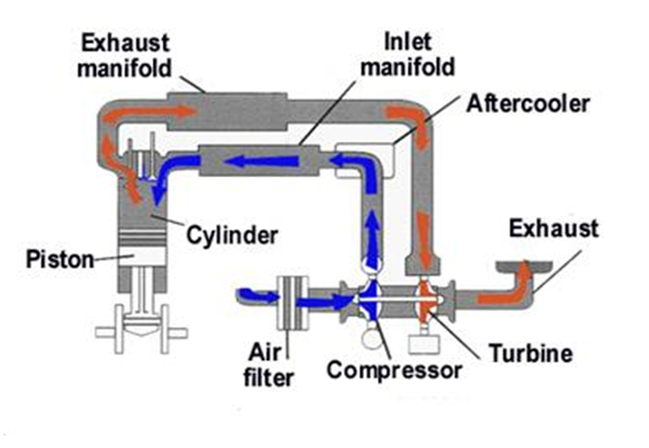 Exhaust
manifold
Inlet
manifold
Aftercooler
Cylinder
Exhaust
Piston
Air
filter
Compressor
Turbine